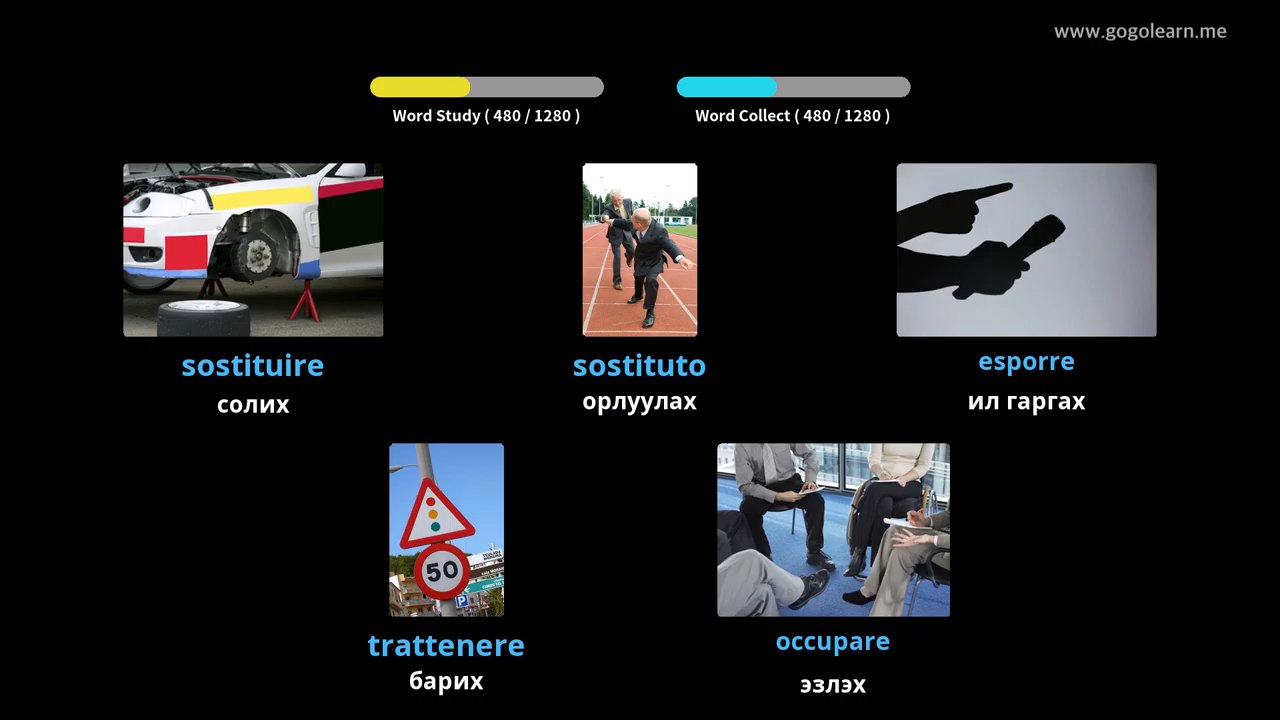 www.gogolearn.me
Word Study ( 480 / 1280 )
Word Collect ( 480 / 1280 )
sostituire
солих
sostituto
орлуулах
esporre
ил гаргах
50
P
trattenere
барих
occupare
эзлэх